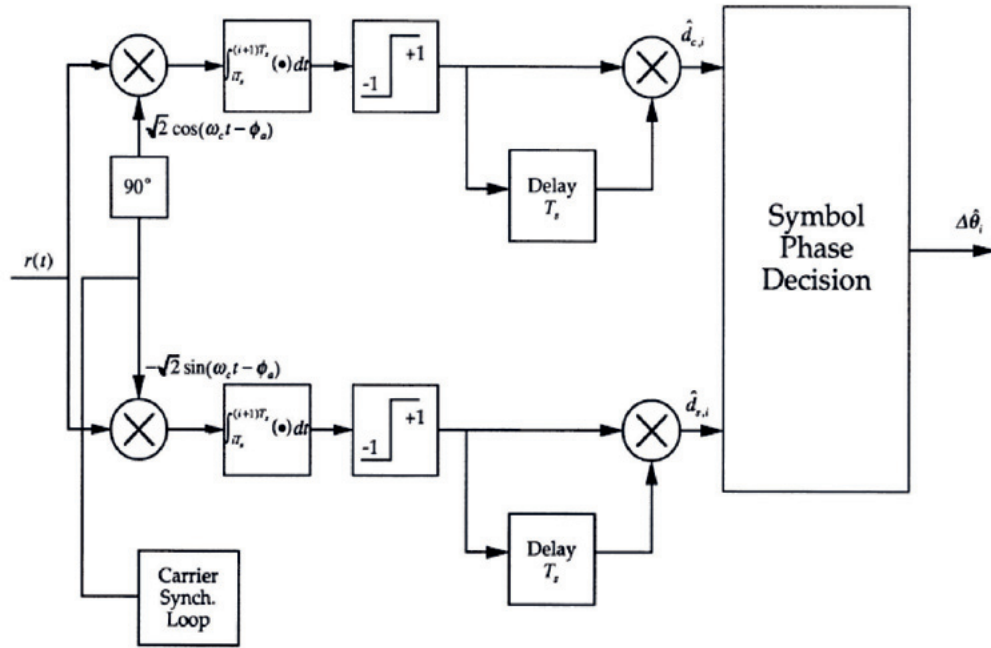 ∫_{iT_s}^{(i+1)T_s} (•) dt
-1
+1
d̂_{c,i}
√2 cos(ω_c t − ϕ_a)
90°
Delay
T_s
r(t)
Symbol
Phase
Decision
Δθ̂_i
−√2 sin(ω_c t − ϕ_a)
∫_{iT_s}^{(i+1)T_s} (•) dt
-1
+1
d̂_{s,i}
Delay
T_s
Carrier
Synch.
Loop